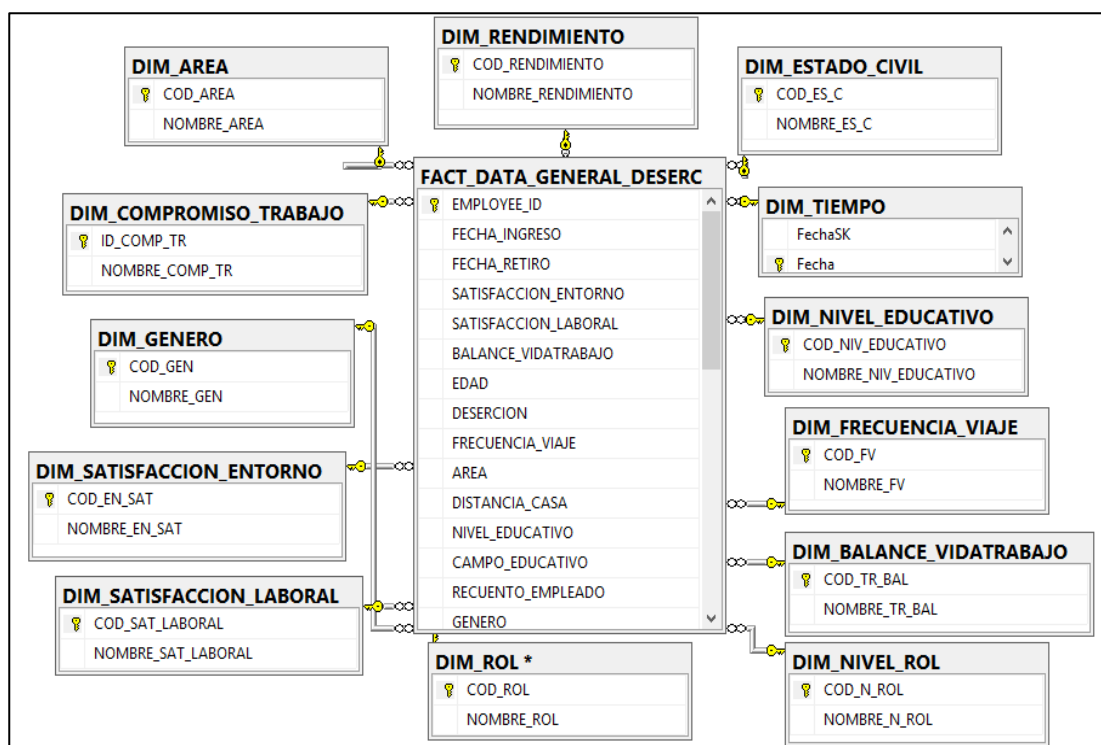 DIM_RENDIMIENTO
COD_RENDIMIENTO
NOMBRE_RENDIMIENTO
DIM_AREA
COD_AREA
NOMBRE_AREA
DIM_ESTADO_CIVIL
COD_ES_C
NOMBRE_ES_C
FACT_DATA_GENERAL_DESERC
EMPLOYEE_ID
FECHA_INGRESO
FECHA_RETIRO
SATISFACCION_ENTORNO
SATISFACCION_LABORAL
BALANCE_VIDATRABAJO
EDAD
DESERCION
FRECUENCIA_VIAJE
AREA
DISTANCIA_CASA
NIVEL_EDUCATIVO
CAMPO_EDUCATIVO
RECUENTO_EMPLEADO
GENERO
DIM_COMPROMISO_TRABAJO
ID_COMP_TR
NOMBRE_COMP_TR
DIM_TIEMPO
FechaSK
Fecha
DIM_GENERO
COD_GEN
NOMBRE_GEN
DIM_NIVEL_EDUCATIVO
COD_NIV_EDUCATIVO
NOMBRE_NIV_EDUCATIVO
DIM_SATISFACCION_ENTORNO
COD_EN_SAT
NOMBRE_EN_SAT
DIM_FRECUENCIA_VIAJE
COD_FV
NOMBRE_FV
DIM_BALANCE_VIDATRABAJO
COD_TR_BAL
NOMBRE_TR_BAL
DIM_SATISFACCION_LABORAL
COD_SAT_LABORAL
NOMBRE_SAT_LABORAL
DIM_ROL *
COD_ROL
NOMBRE_ROL
DIM_NIVEL_ROL
COD_N_ROL
NOMBRE_N_ROL